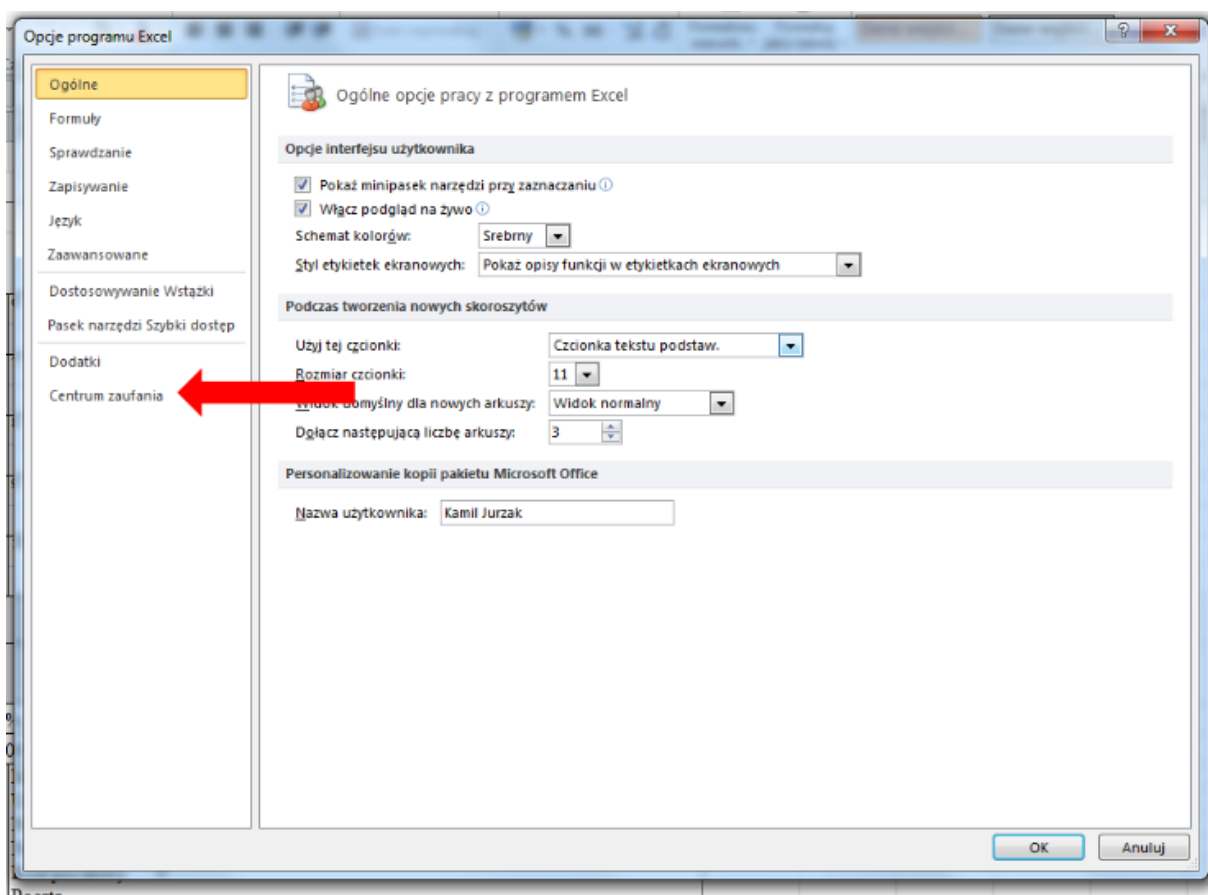 Opcje programu Excel
Ogólne
Formuły
Sprawdzanie
Zapisywanie
Język
Zaawansowane
Dostosowywanie Wstążki
Pasek narzędzi Szybki dostęp
Dodatki
Centrum zaufania
Ogólne opcje pracy z programem Excel
Opcje interfejsu użytkownika
Pokaż minipasek narzędzi przy zaznaczaniu
Włącz podgląd na żywo
Schemat kolorów: Srebrny
Styl etykietek ekranowych: Pokaż opisy funkcji w etykietkach ekranowych
Podczas tworzenia nowych skoroszytów
Użyj tej czcionki: Czcionka tekstu podstaw.
Rozmiar czcionki: 11
Widok domyślny dla nowych arkuszy: Widok normalny
Dołącz następującą liczbę arkuszy: 3
Personalizowanie kopii pakietu Microsoft Office
Nazwa użytkownika: Kamil Jurzak
OK Anuluj